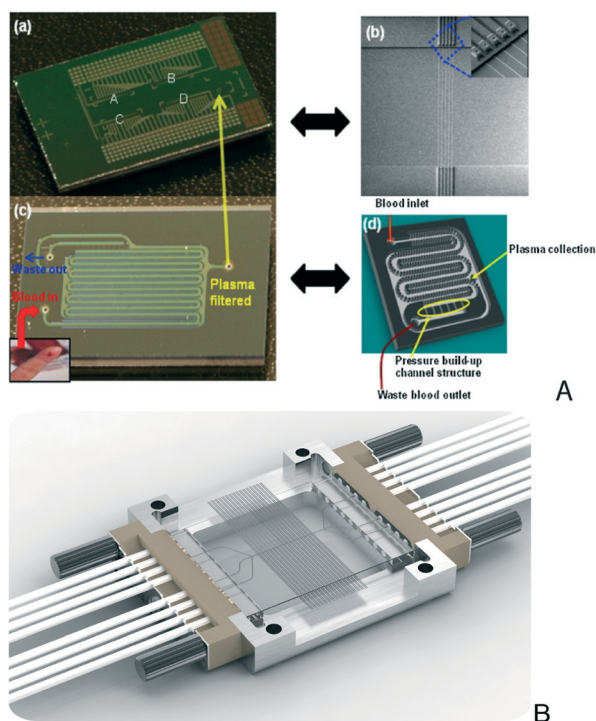 (a)
A
B
C
D
(b)
(c)
Waste out
Blood in
Plasma
filtered
Blood inlet
(d)
Plasma collection
Pressure build-up
channel structure
Waste blood outlet
A
B